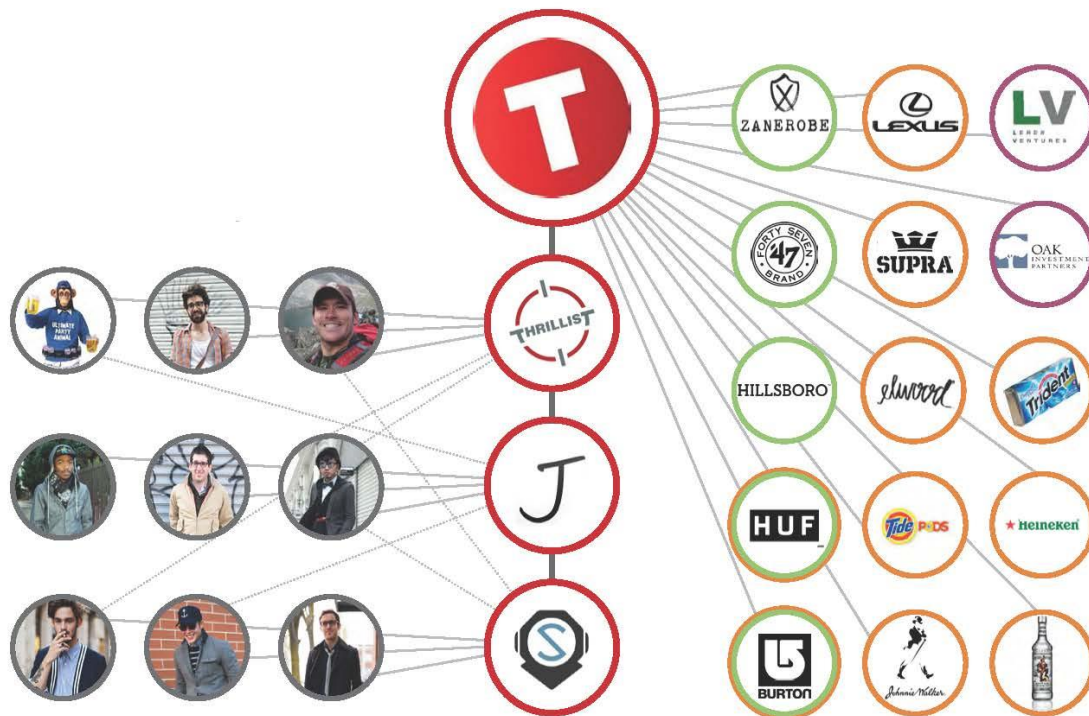 T
ZANEROBE
LEXUS
LV
LERER
VENTURES
FORTY SEVEN
'47
BRAND
SUPRA
OAK
INVESTMENT
PARTNERS
ULTIMATE
PARTY
ANIMAL
THRILLIST
HILLSBORO
elwood
Trident
J
HUF
Tide PODS
Heineken
S
BURTON
Johnnie Walker